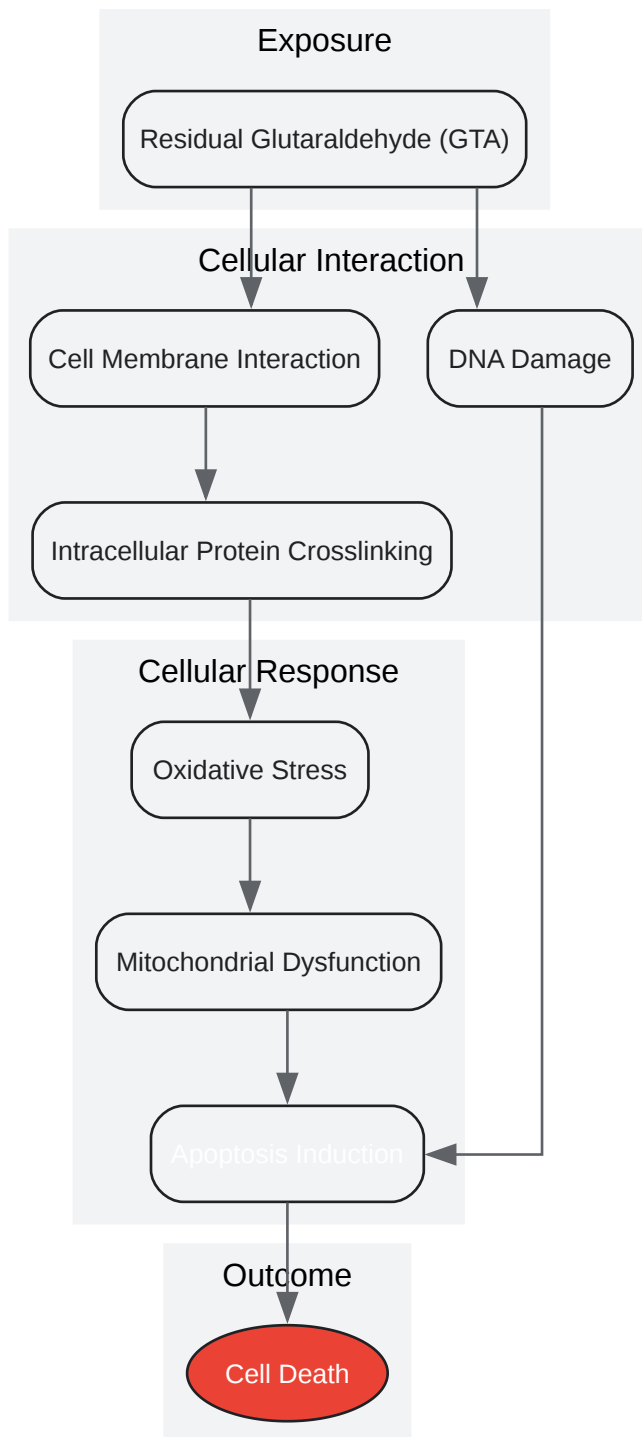 Exposure
Residual Glutaraldehyde (GTA)
Cellular Interaction
Cell Membrane Interaction
DNA Damage
Intracellular Protein Crosslinking
Cellular Response
Oxidative Stress
Mitochondrial Dysfunction
Apoptosis Induction
Outcome
Cell Death